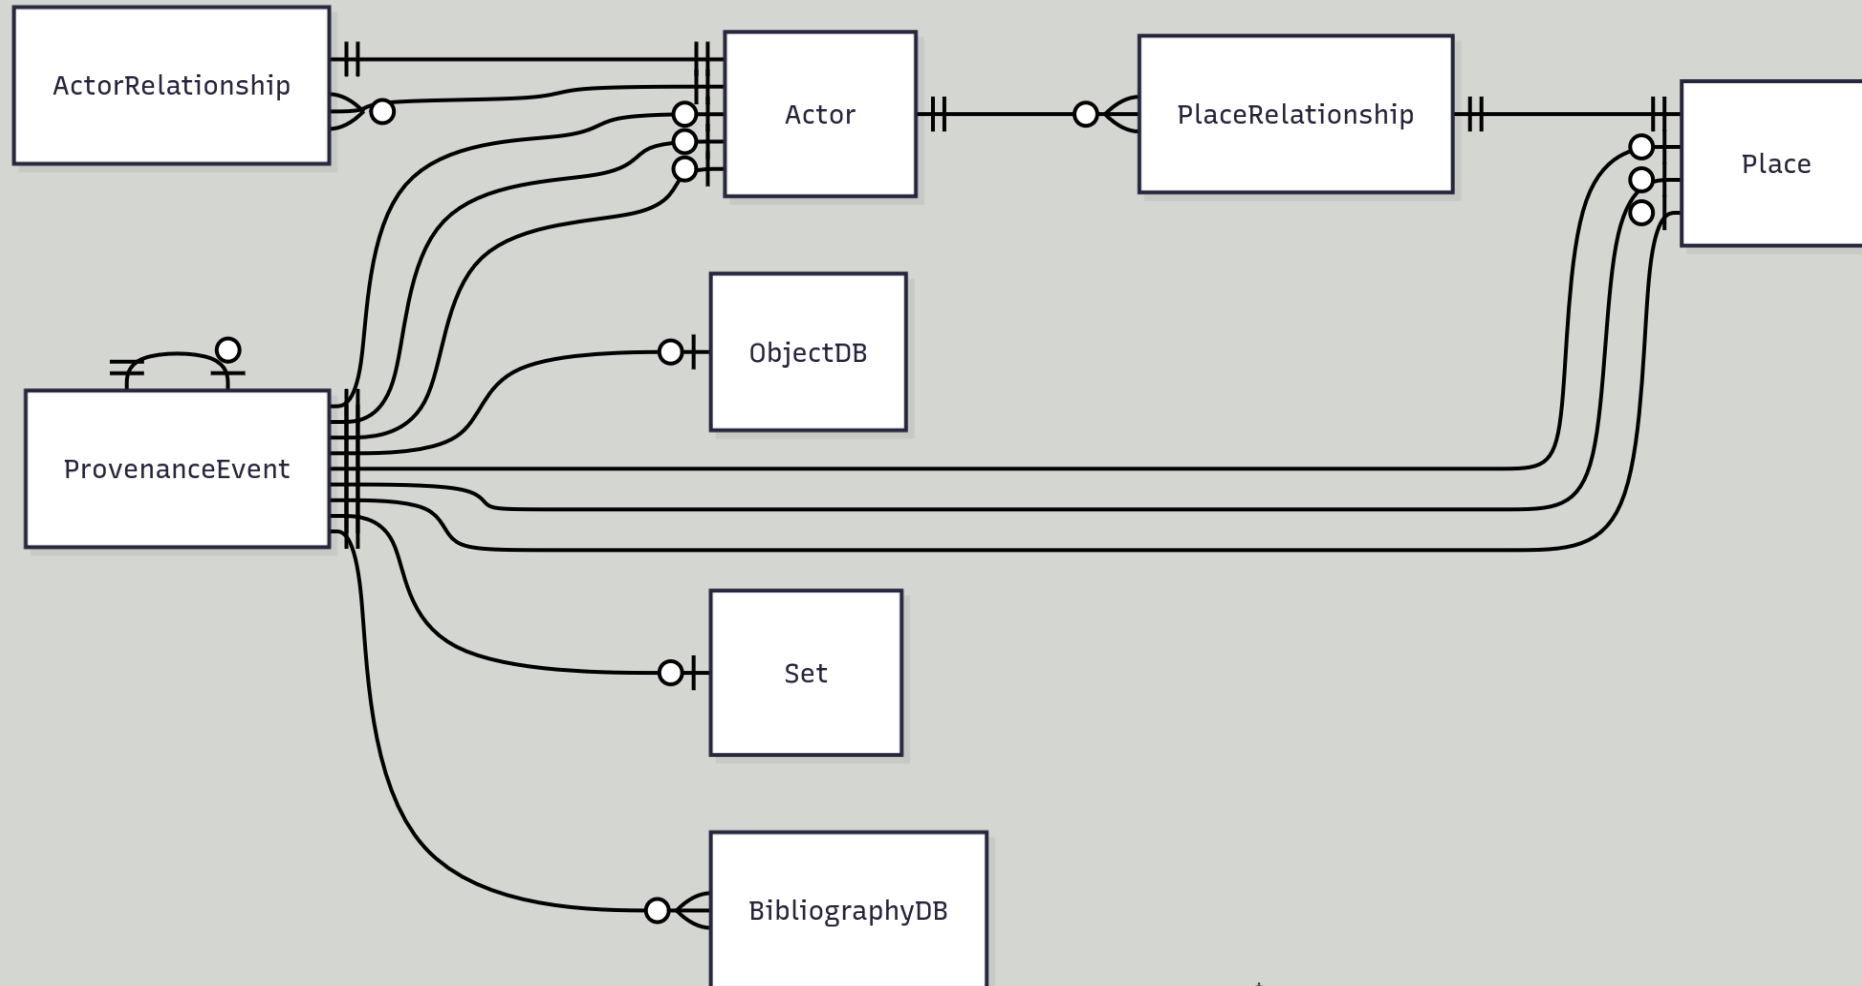 ActorRelationship
Actor
PlaceRelationship
Place
ObjectDB
ProvenanceEvent
Set
BibliographyDB